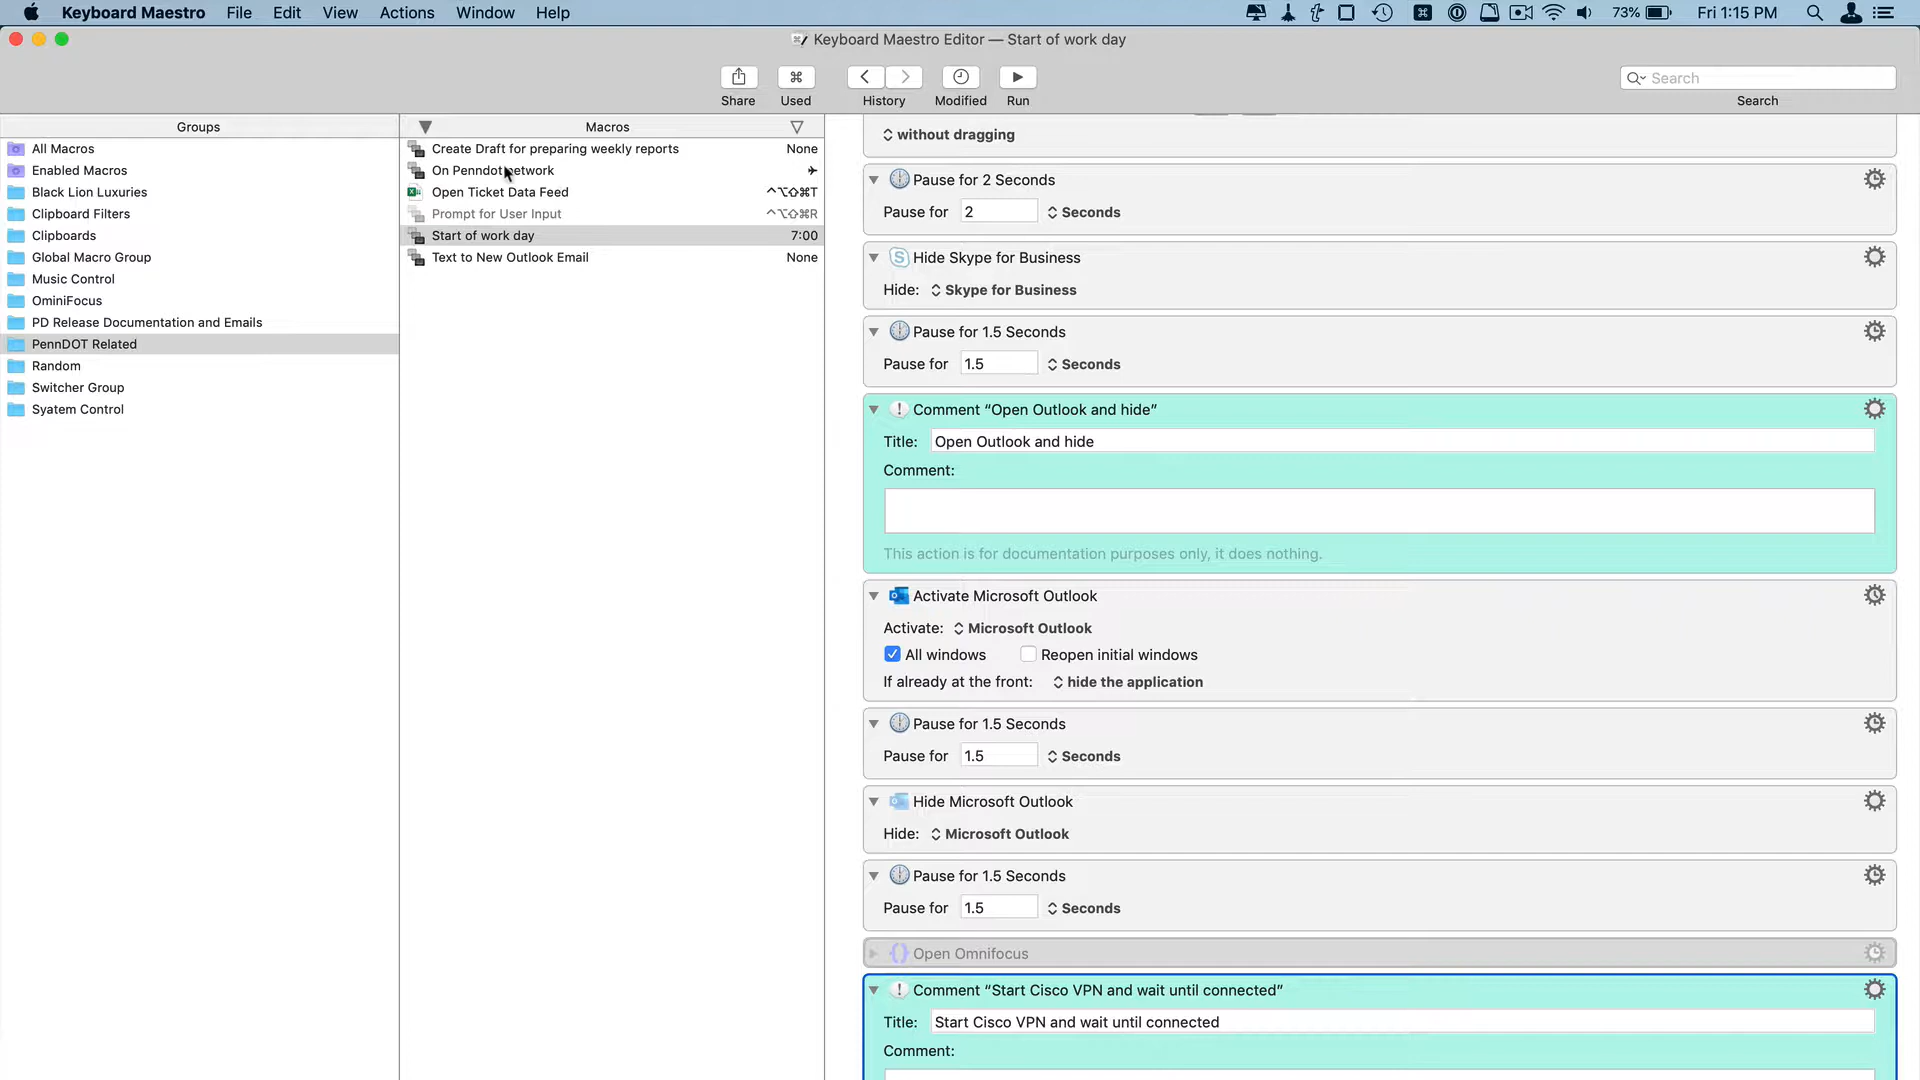 Keyboard Maestro File Edit View Actions Window Help 73% Fri 1:15 PM
Keyboard Maestro Editor — Start of work day
Share Used History Modified Run
Search
Search
Groups
All Macros
Enabled Macros
Black Lion Luxuries
Clipboard Filters
Clipboards
Global Macro Group
Music Control
OminiFocus
PD Release Documentation and Emails
PennDOT Related
Random
Switcher Group
Syatem Control
Macros
Create Draft for preparing weekly reports None
On Penndot network
Open Ticket Data Feed ^⌥⇧⌘T
Prompt for User Input ^⌥⇧⌘R
Start of work day 7:00
Text to New Outlook Email None
without dragging
Pause for 2 Seconds
Pause for 2 Seconds
Hide Skype for Business
Hide: Skype for Business
Pause for 1.5 Seconds
Pause for 1.5 Seconds
Comment “Open Outlook and hide”
Title: Open Outlook and hide
Comment:
This action is for documentation purposes only, it does nothing.
Activate Microsoft Outlook
Activate: Microsoft Outlook
All windows Reopen initial windows
If already at the front: hide the application
Pause for 1.5 Seconds
Pause for 1.5 Seconds
Hide Microsoft Outlook
Hide: Microsoft Outlook
Pause for 1.5 Seconds
Pause for 1.5 Seconds
Open Omnifocus
Comment “Start Cisco VPN and wait until connected”
Title: Start Cisco VPN and wait until connected
Comment: